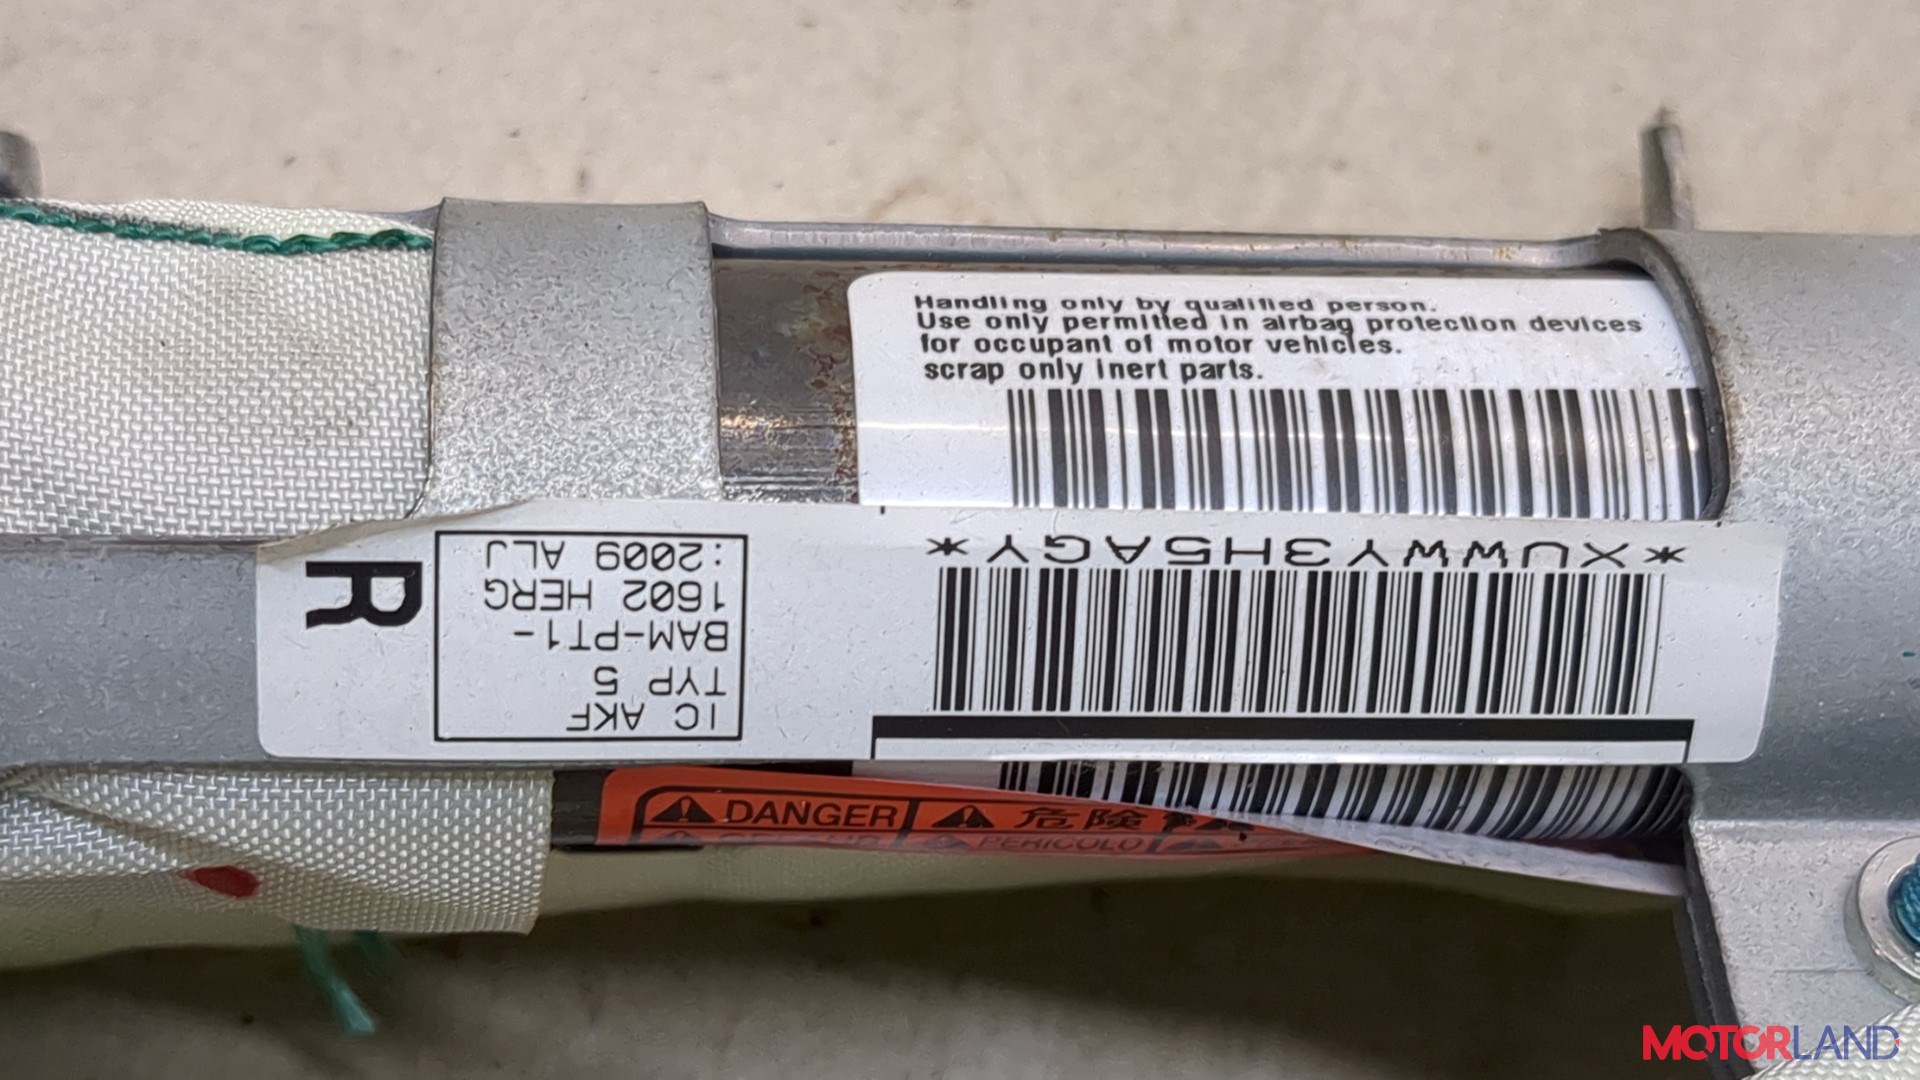 Handling only by qualified person.
Use only permitted in airbag protection devices
for occupant of motor vehicles.
scrap only inert parts.
*XUWWY3H5AGY*
IC AKF
TYP 5
BAM-PT1-
1602 HERG
:2009 ALJ
R
DANGER 危険
PERICOLO
MOTORLAND